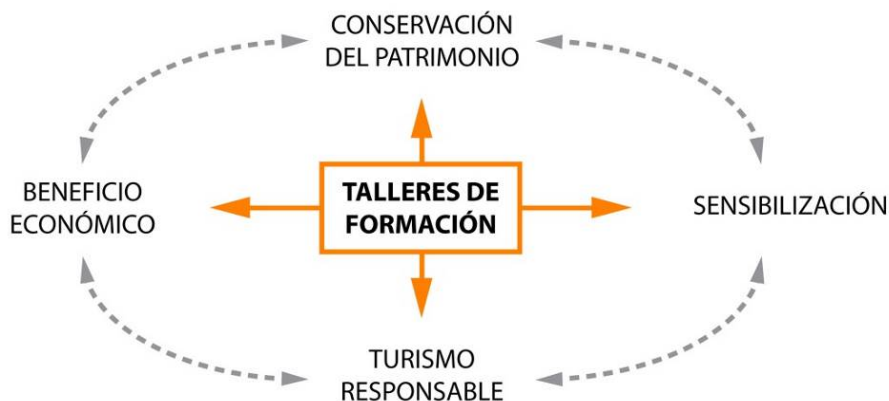 CONSERVACIÓN
DEL PATRIMONIO
BENEFICIO
ECONÓMICO
TALLERES DE
FORMACIÓN
SENSIBILIZACIÓN
TURISMO
RESPONSABLE